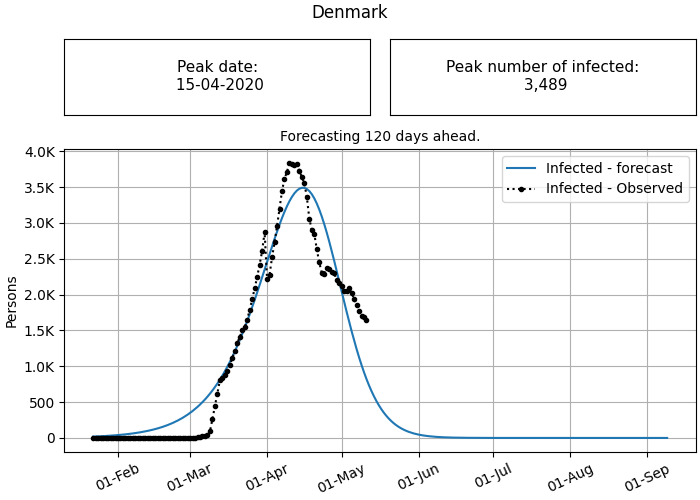 Denmark
Peak date:
15-04-2020
Peak number of infected:
3,489
Forecasting 120 days ahead.
4.0K
3.5K
3.0K
2.5K
2.0K
1.5K
1.0K
500
0
Persons
Infected - forecast
Infected - Observed
01-Feb
01-Mar
01-Apr
01-May
01-Jun
01-Jul
01-Aug
01-Sep